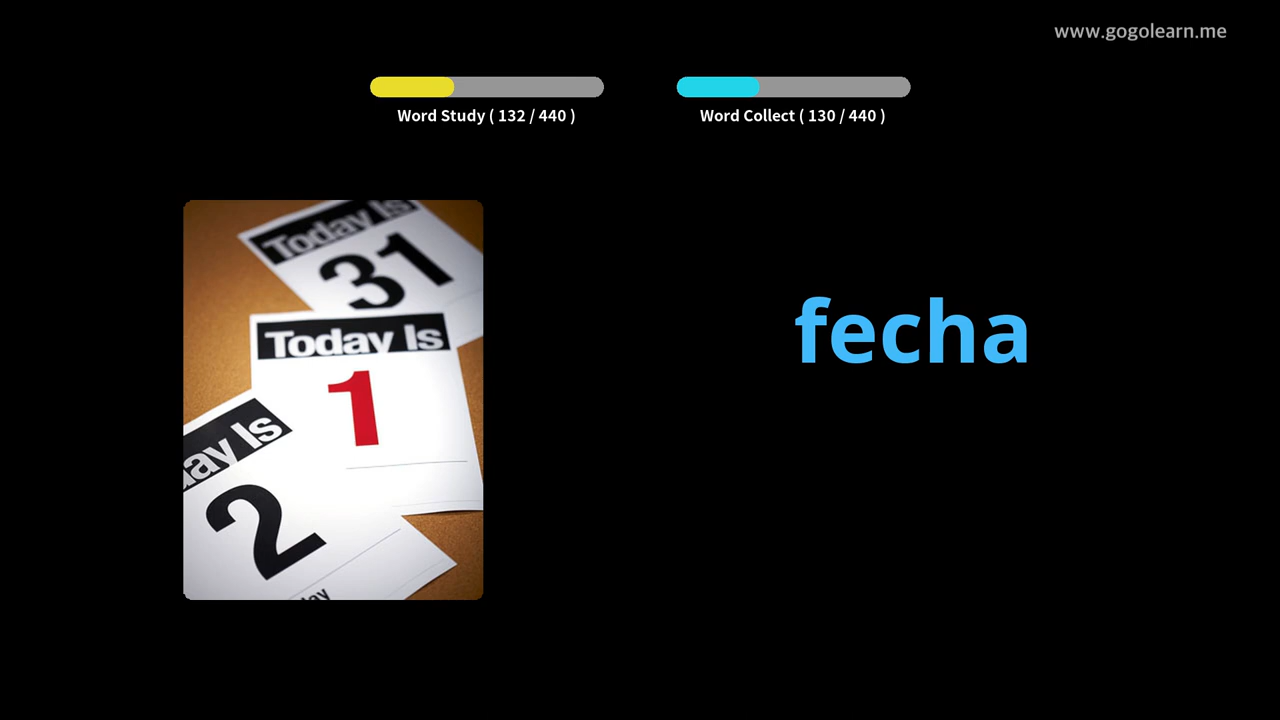 www.gogolearn.me
Word Study ( 132 / 440 )
Word Collect ( 130 / 440 )
Today Is
31
Today Is
1
fecha
ay Is
2